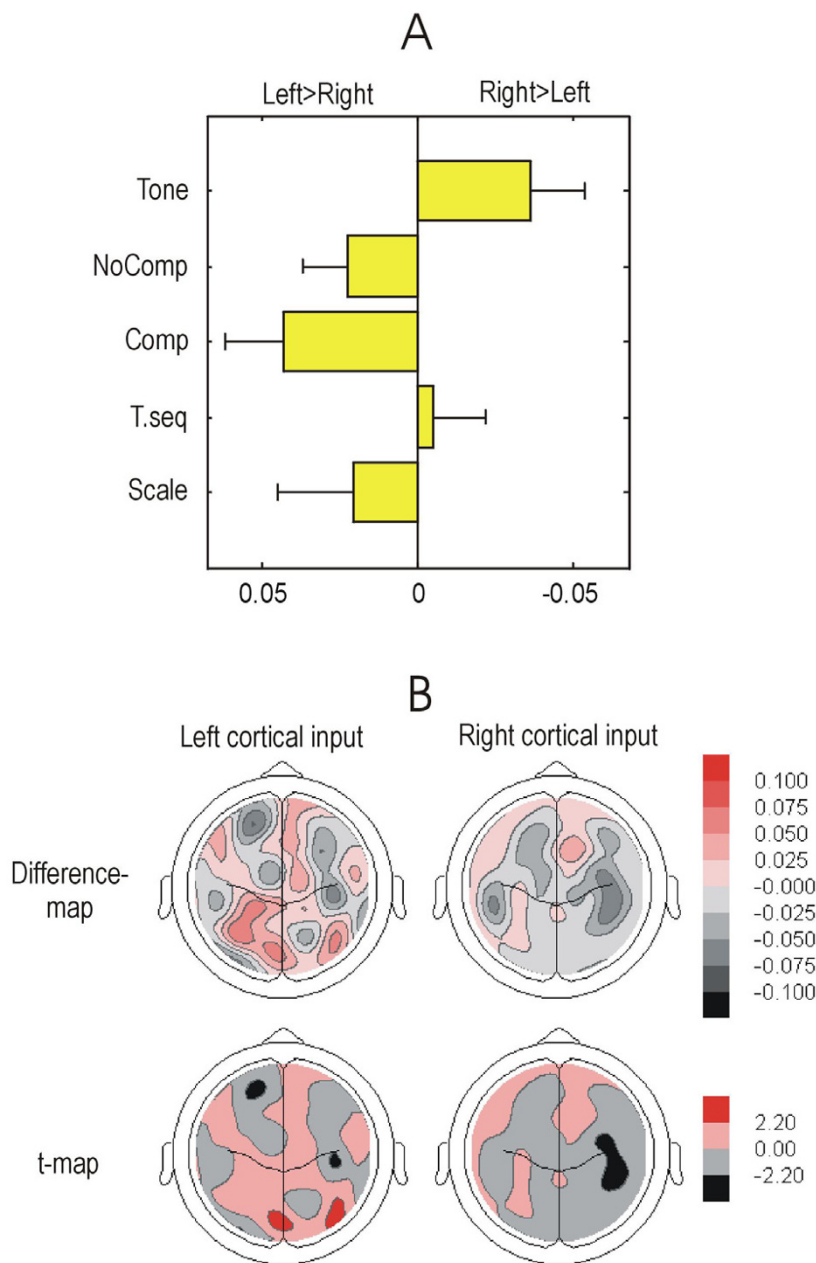 A
Left>Right Right>Left
Tone
NoComp
Comp
T.seq
Scale
0.05 0 -0.05
B
Left cortical input Right cortical input
Difference-
map
0.100
0.075
0.050
0.025
-0.000
-0.025
-0.050
-0.075
-0.100
t-map
2.20
0.00
-2.20